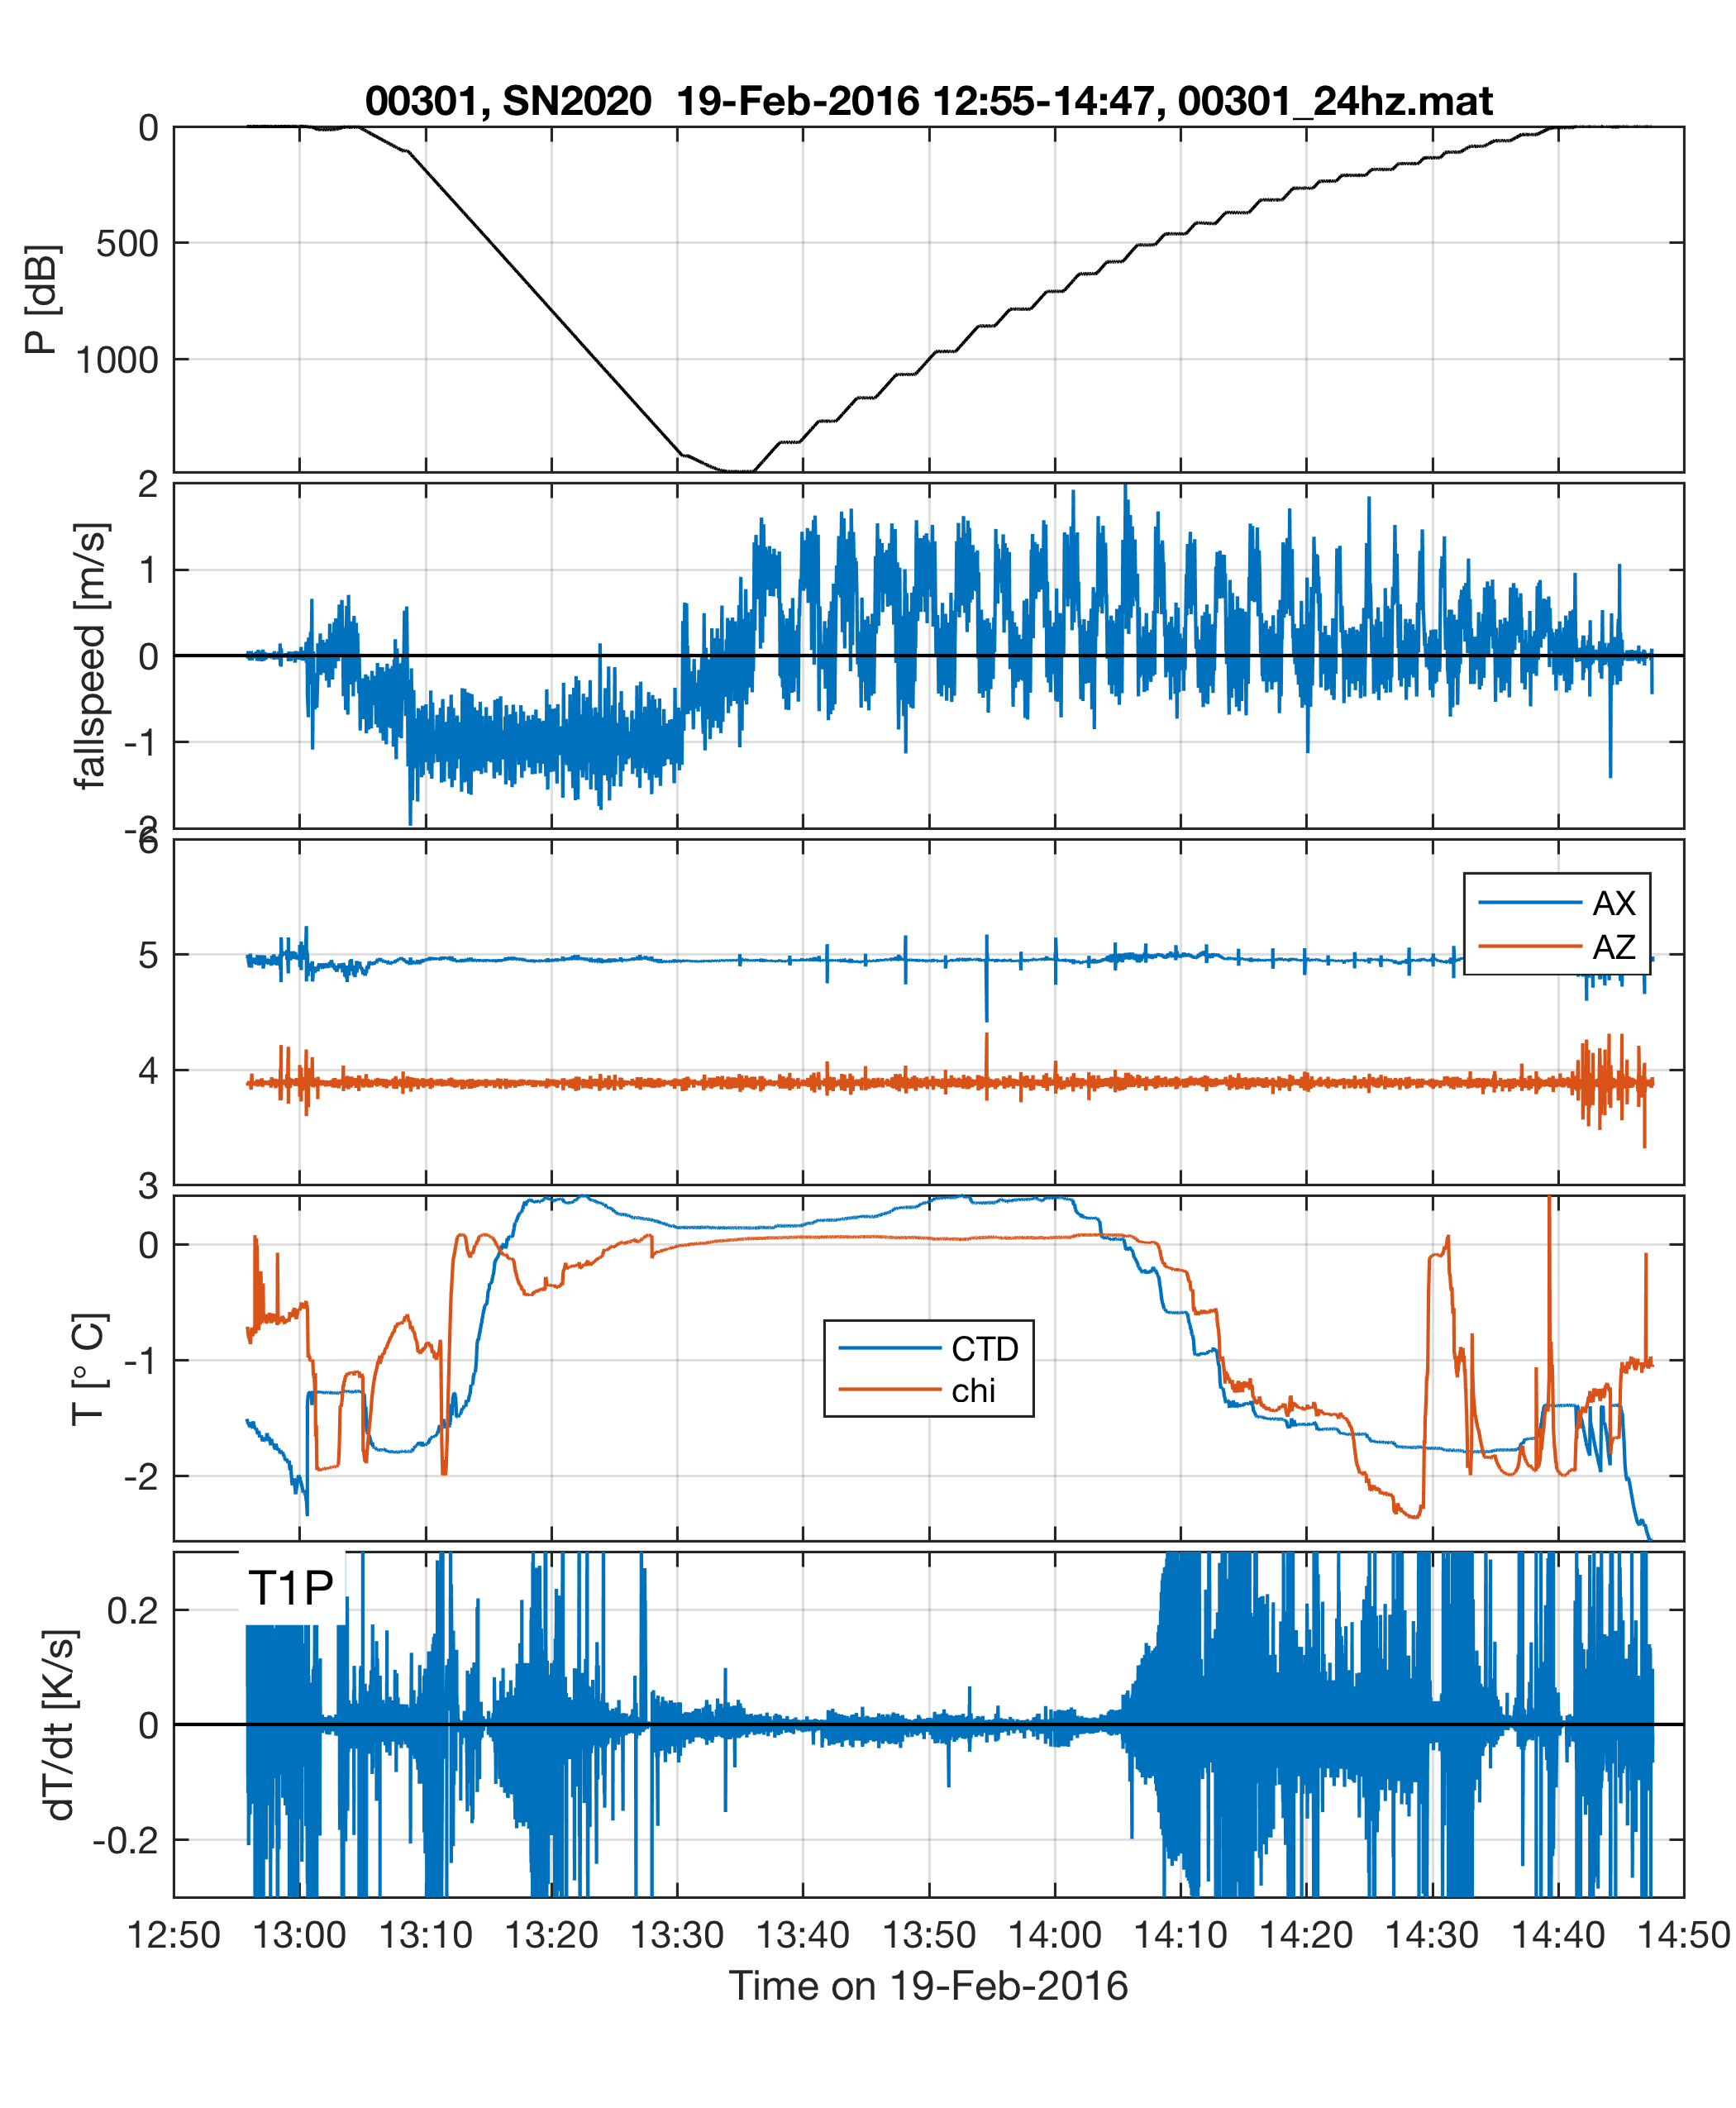 00301, SN2020  19-Feb-2016 12:55-14:47, 00301_24hz.mat
0
500
1000
P [dB]
2
1
0
-1
-2
fallspeed [m/s]
6
5
4
3
AX
AZ
3
0
-1
-2
T [° C]
CTD
chi
T1P
0.2
0
-0.2
dT/dt [K/s]
12:50 13:00 13:10 13:20 13:30 13:40 13:50 14:00 14:10 14:20 14:30 14:40 14:50
Time on 19-Feb-2016